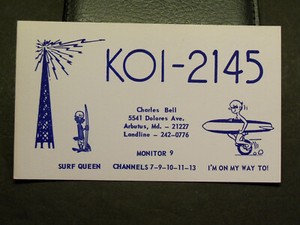 KOI-2145
Charles Bell
5541 Dolores Ave.
Arbutus, Md. - 21227
Landline - 242-0776
MONITOR 9
SURF QUEEN CHANNELS 7-9-10-11-13 I'M ON MY WAY TO!